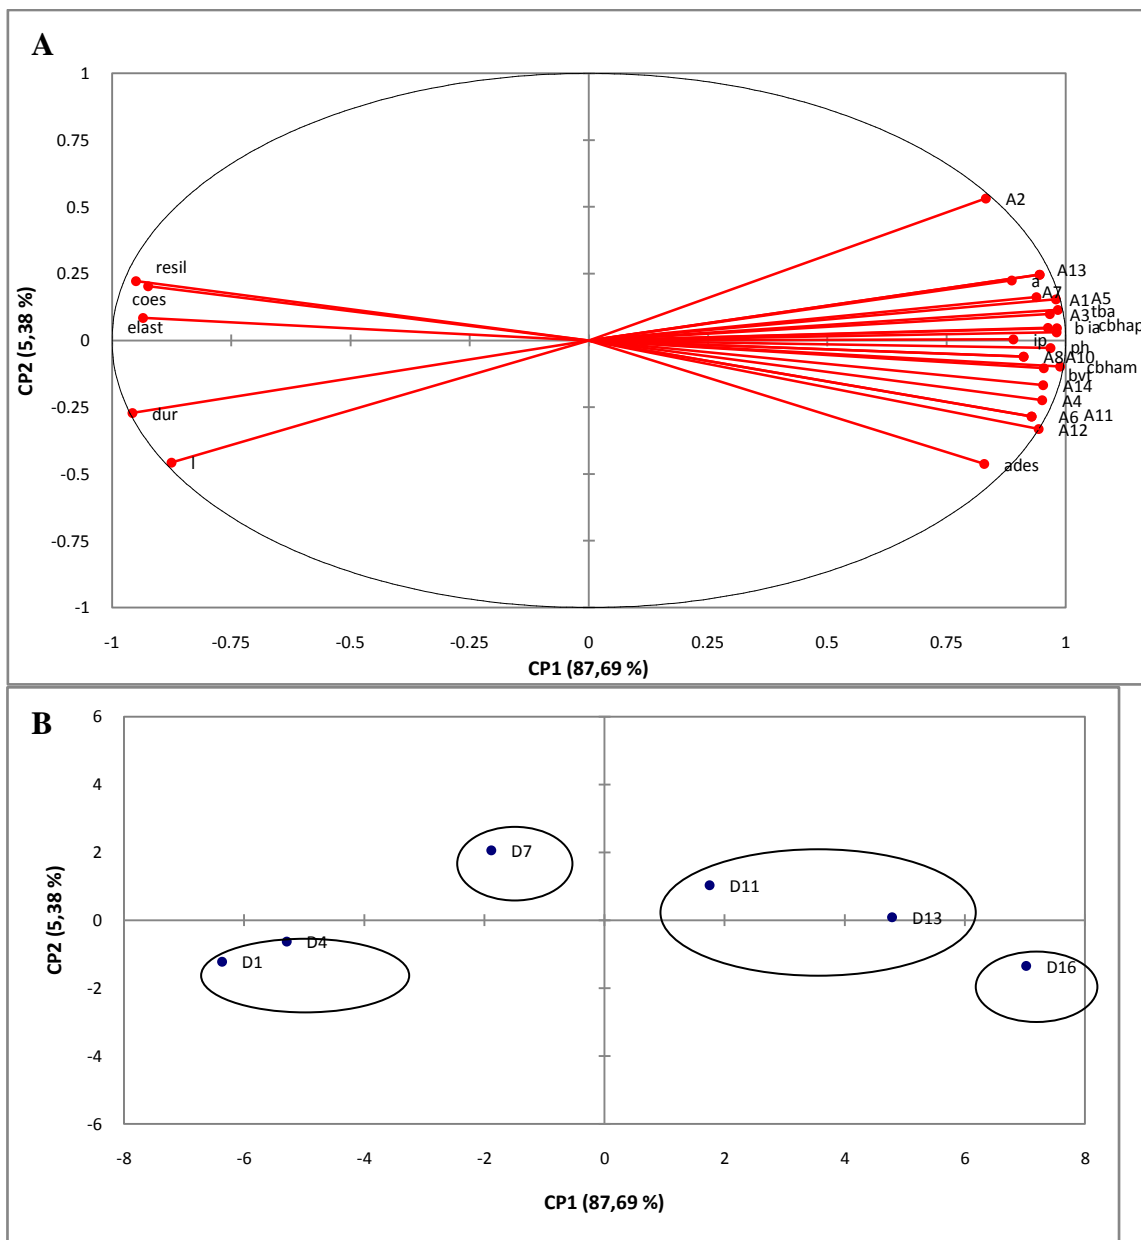 A
1
0.75
0.5
0.25
0
-0.25
-0.5
-0.75
-1
CP2 (5,38 %)
A2
resil
A13
a
coes
A7
A1 A5
A3 tba
elast
b ia cbhap
ip
ph
A8 A10 cbham
bvt
A14
dur
A4
A6 A11
A12
l
ades
-1 -0.75 -0.5 -0.25 0 0.25 0.5 0.75 1
CP1 (87,69 %)
B
6
4
2
0
-2
-4
-6
CP2 (5,38 %)
D7
D11
D13
D4
D1
D16
-8 -6 -4 -2 0 2 4 6 8
CP1 (87,69 %)